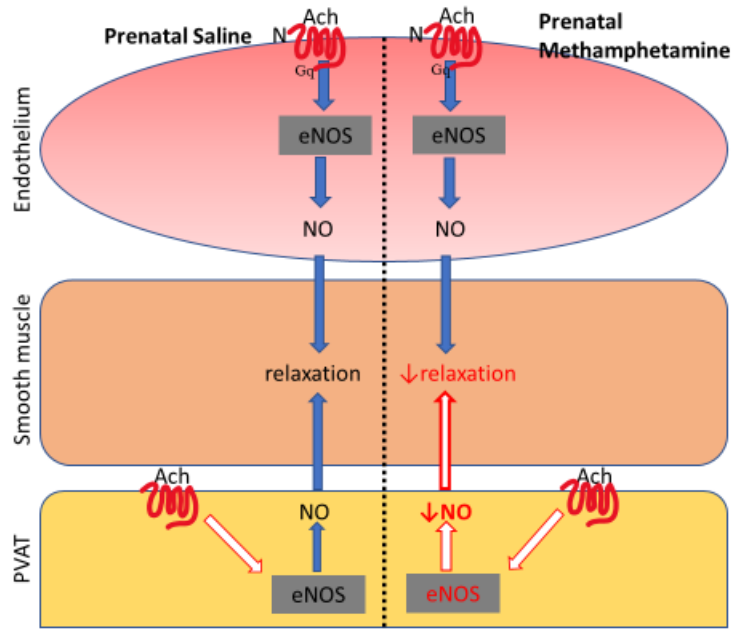 Prenatal Saline
Prenatal
Methamphetamine
N
Ach
Gq
eNOS
NO
N
Ach
Gq
eNOS
NO
Endothelium
relaxation
↓relaxation
Smooth muscle
Ach
NO
eNOS
↓NO
eNOS
Ach
PVAT